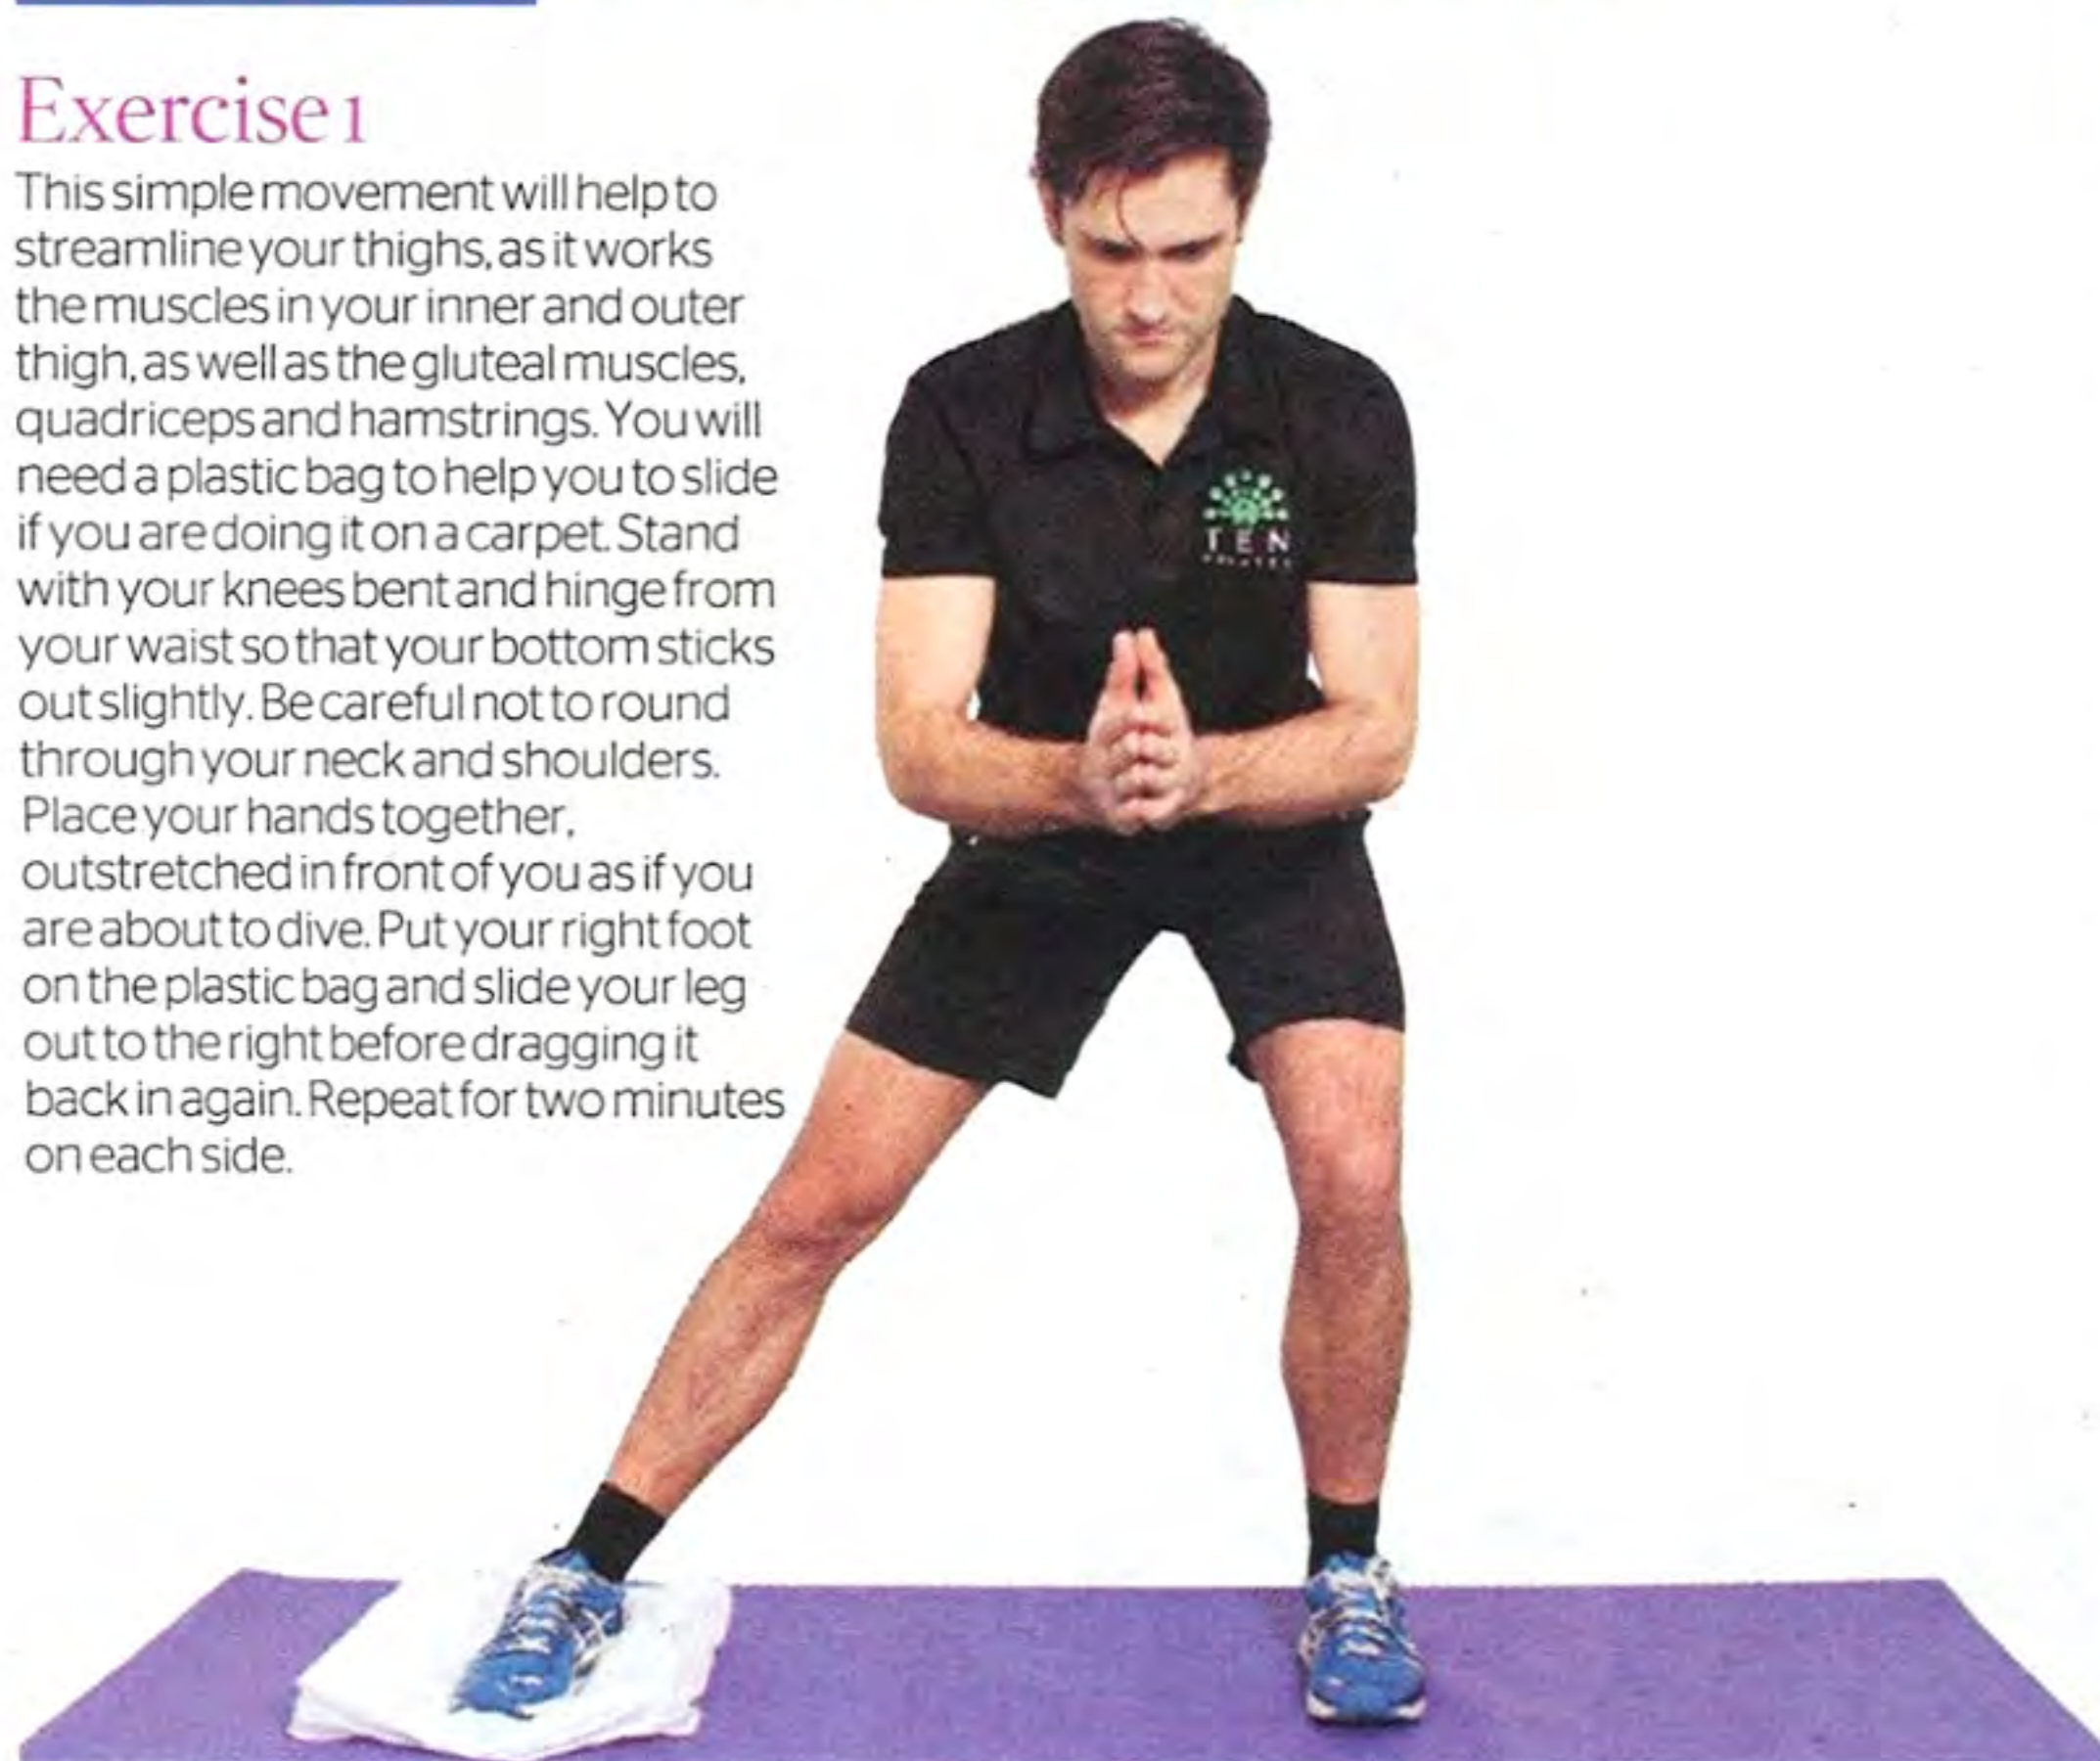 Exercise 1
This simple movement will help to
streamline your thighs, as it works
the muscles in your inner and outer
thigh, as well as the gluteal muscles,
quadriceps and hamstrings. You will
need a plastic bag to help you to slide
if you are doing it on a carpet. Stand
with your knees bent and hinge from
your waist so that your bottom sticks
out slightly. Be careful not to round
through your neck and shoulders.
Place your hands together,
outstretched in front of you as if you
are about to dive. Put your right foot
on the plastic bag and slide your leg
out to the right before dragging it
back in again. Repeat for two minutes
on each side.
TEN